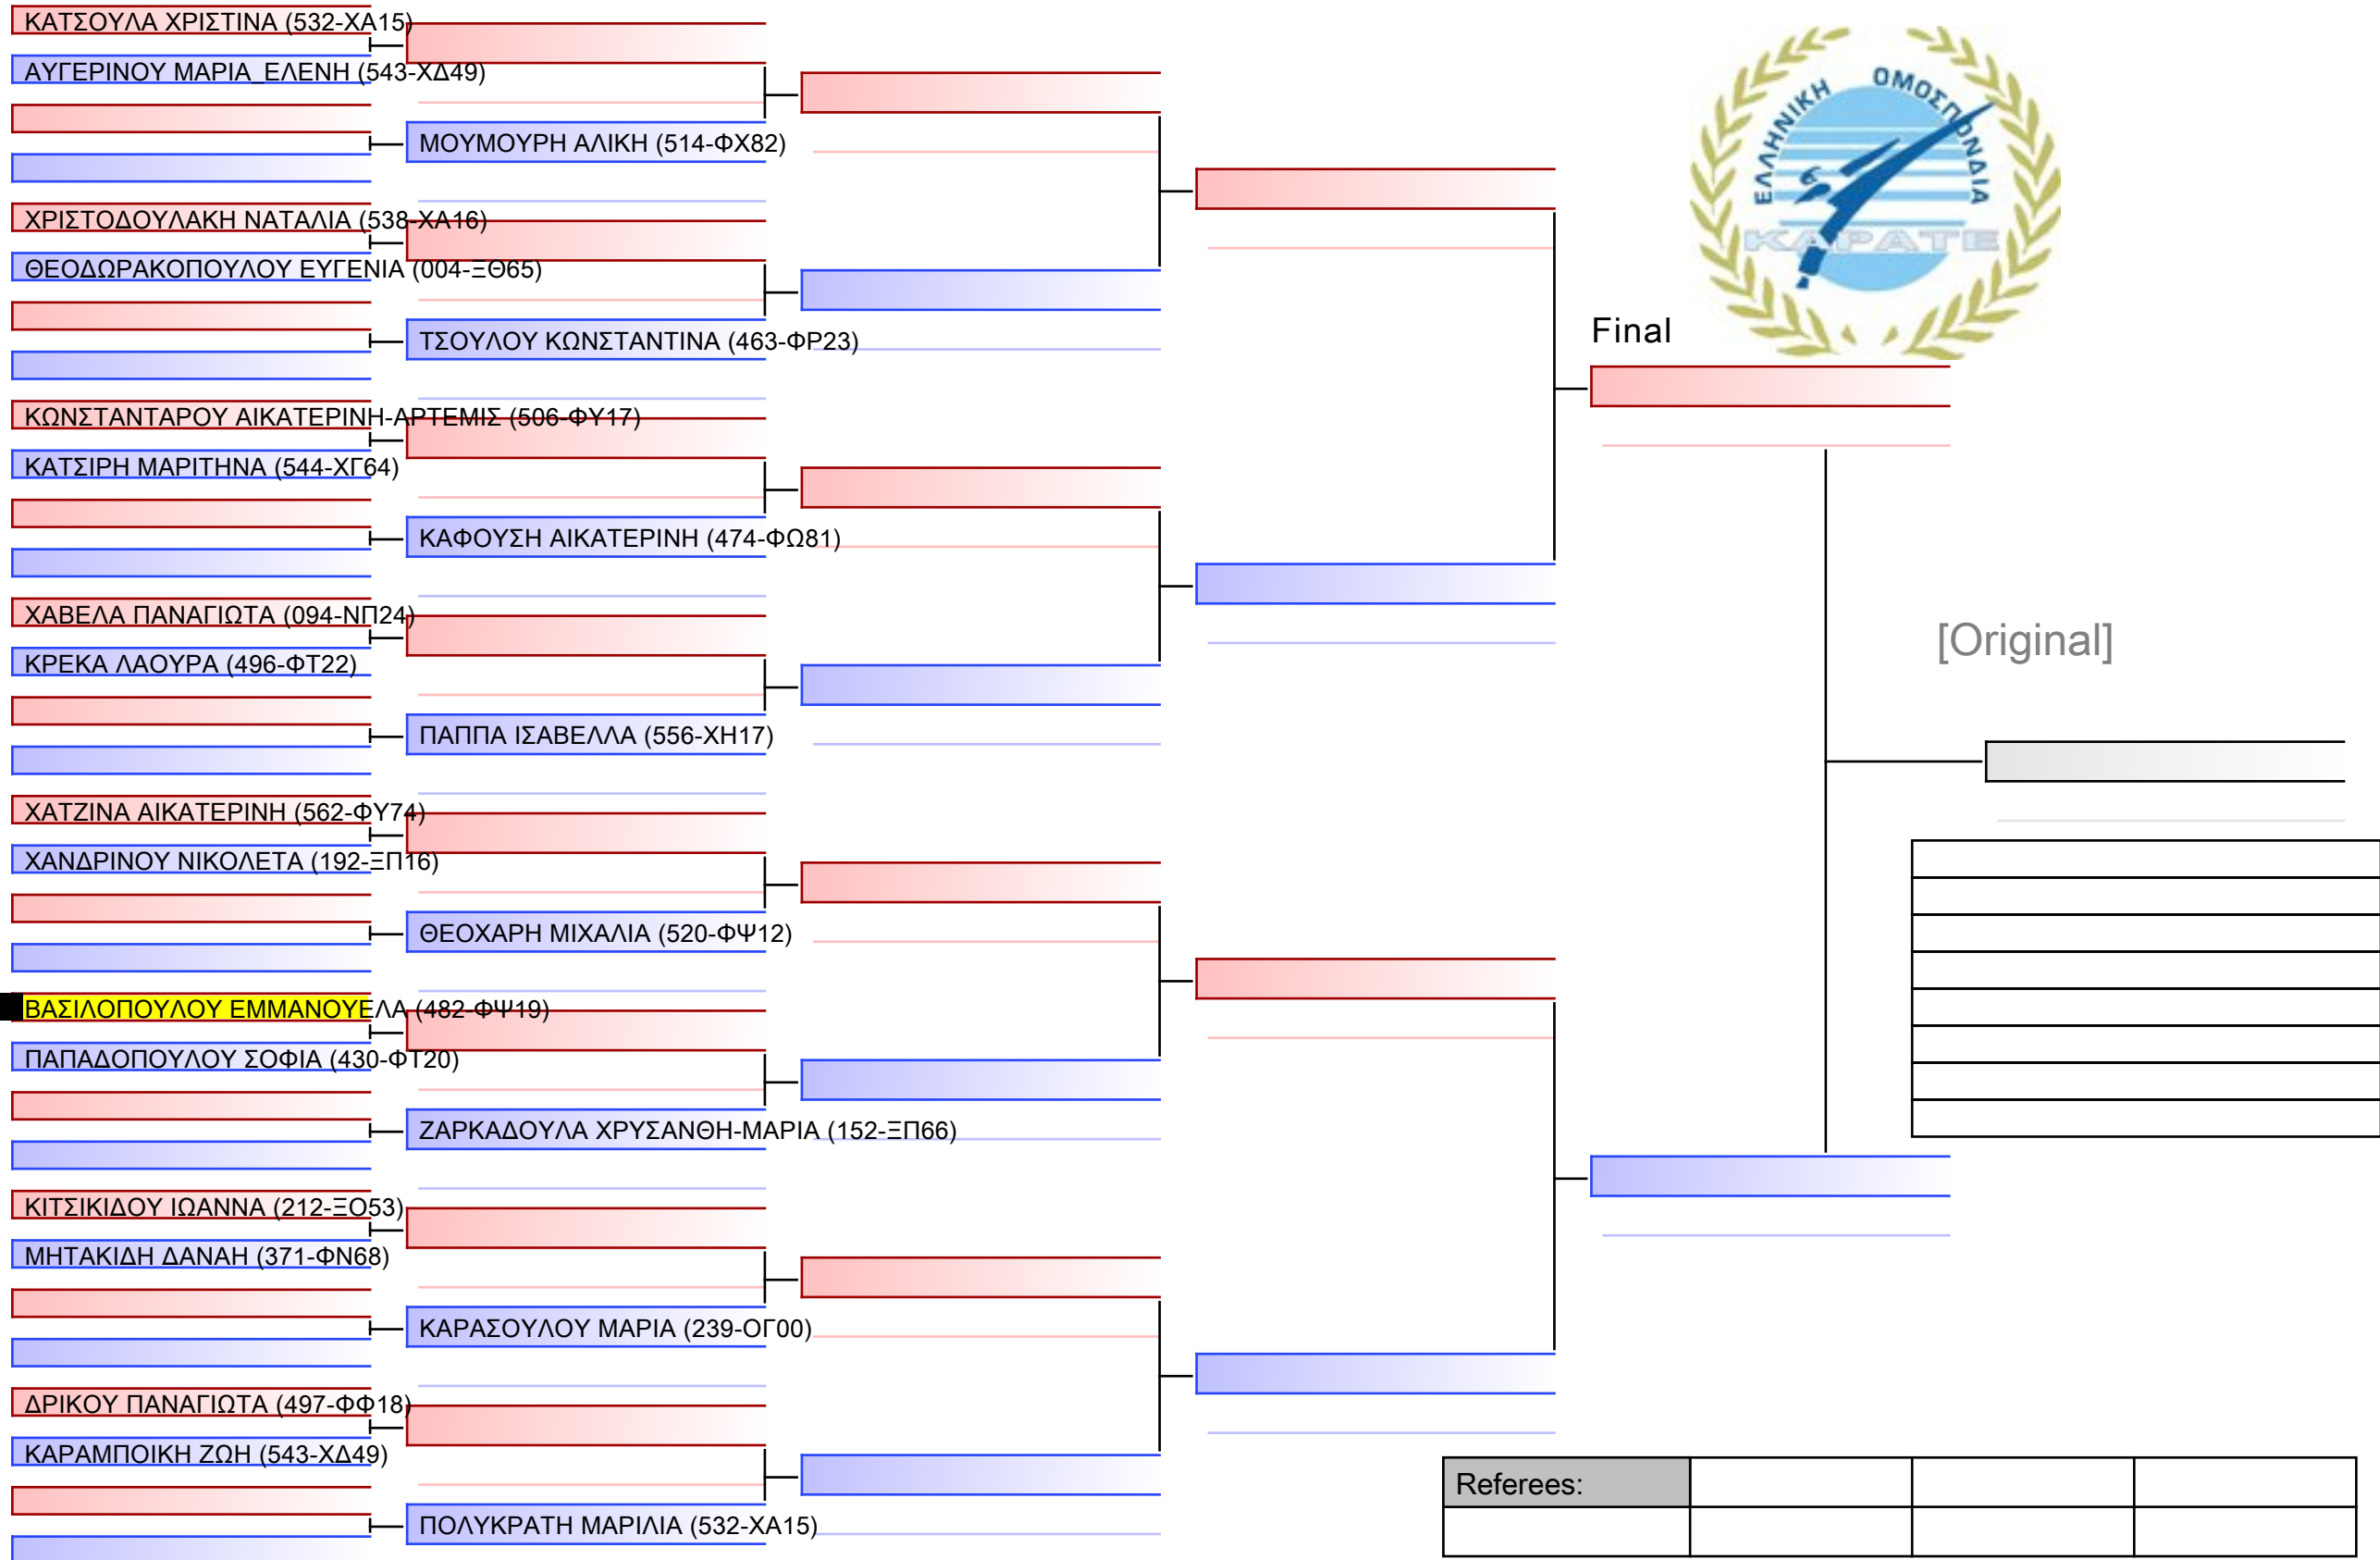 ΚΑΤΣΟΥΛΑ ΧΡΙΣΤΙΝΑ (532-ΧΑ15)
ΑΥΓΕΡΙΝΟΥ ΜΑΡΙΑ_ΕΛΕΝΗ (543-ΧΔ49)
ΜΟΥΜΟΥΡΗ ΑΛΙΚΗ (514-ΦΧ82)
ΧΡΙΣΤΟΔΟΥΛΑΚΗ ΝΑΤΑΛΙΑ (538-ΧΑ16)
ΘΕΟΔΩΡΑΚΟΠΟΥΛΟΥ ΕΥΓΕΝΙΑ (004-ΞΘ65)
ΤΣΟΥΛΟΥ ΚΩΝΣΤΑΝΤΙΝΑ (463-ΦΡ23)
ΚΩΝΣΤΑΝΤΑΡΟΥ ΑΙΚΑΤΕΡΙΝΗ-ΑΡΤΕΜΙΣ (506-ΦΥ17)
ΚΑΤΣΙΡΗ ΜΑΡΙΤΗΝΑ (544-ΧΓ64)
ΚΑΦΟΥΣΗ ΑΙΚΑΤΕΡΙΝΗ (474-ΦΩ81)
ΧΑΒΕΛΑ ΠΑΝΑΓΙΩΤΑ (094-ΝΠ24)
ΚΡΕΚΑ ΛΑΟΥΡΑ (496-ΦΤ22)
ΠΑΠΠΑ ΙΣΑΒΕΛΛΑ (556-ΧΗ17)
ΧΑΤΖΙΝΑ ΑΙΚΑΤΕΡΙΝΗ (562-ΦΥ74)
ΧΑΝΔΡΙΝΟΥ ΝΙΚΟΛΕΤΑ (192-ΞΠ16)
ΘΕΟΧΑΡΗ ΜΙΧΑΛΙΑ (520-ΦΨ12)
ΒΑΣΙΛΟΠΟΥΛΟΥ ΕΜΜΑΝΟΥΕΛΑ (482-ΦΨ19)
ΠΑΠΑΔΟΠΟΥΛΟΥ ΣΟΦΙΑ (430-ΦΤ20)
ΖΑΡΚΑΔΟΥΛΑ ΧΡΥΣΑΝΘΗ-ΜΑΡΙΑ (152-ΞΠ66)
ΚΙΤΣΙΚΙΔΟΥ ΙΩΑΝΝΑ (212-ΞΟ53)
ΜΗΤΑΚΙΔΗ ΔΑΝΑΗ (371-ΦΝ68)
ΚΑΡΑΣΟΥΛΟΥ ΜΑΡΙΑ (239-ΟΓ00)
ΔΡΙΚΟΥ ΠΑΝΑΓΙΩΤΑ (497-ΦΦ18)
ΚΑΡΑΜΠΟΙΚΗ ΖΩΗ (543-ΧΔ49)
ΠΟΛΥΚΡΑΤΗ ΜΑΡΙΛΙΑ (532-ΧΑ15)
ΕΛΛΗΝΙΚΗ ΟΜΟΣΠΟΝΔΙΑ
ΚΑΡΑΤΕ
Final
[Original]
Referees: